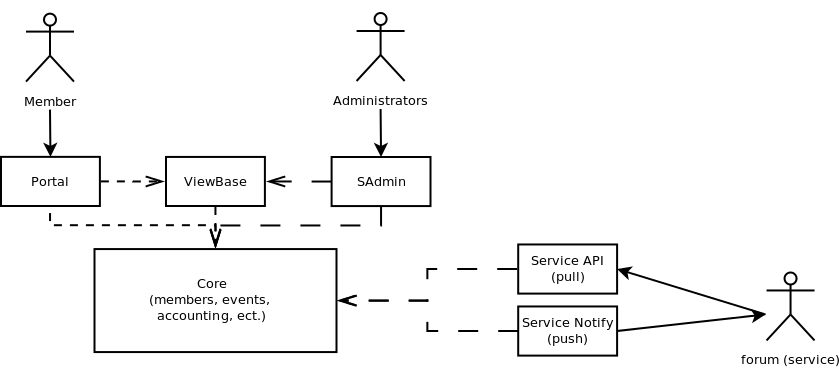 Member
Administrators
Portal
ViewBase
SAdmin
Core
(members, events,
accounting, ect.)
Service API
(pull)
Service Notify
(push)
forum (service)